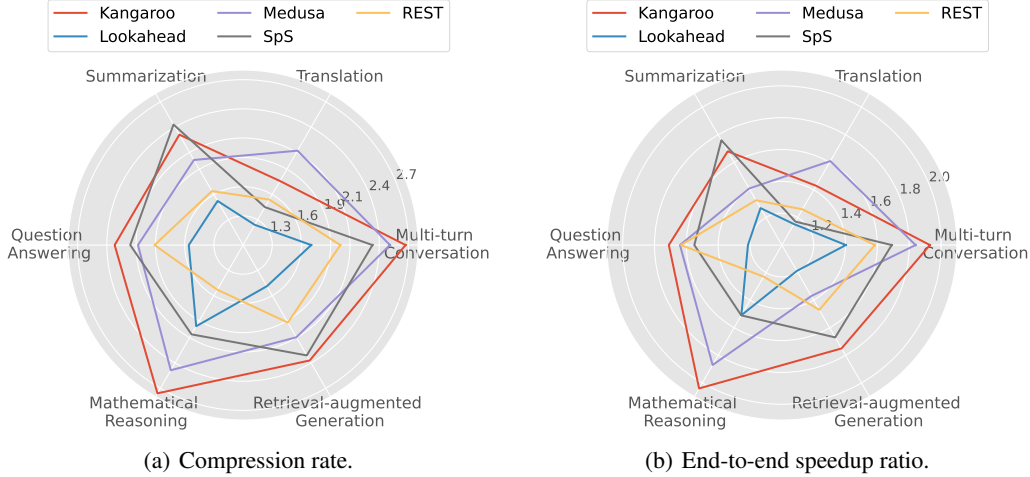 Kangaroo
Lookahead
Medusa
SpS
REST
Summarization
Translation
Question
Answering
Multi-turn
Conversation
Mathematical
Reasoning
Retrieval-augmented
Generation
1.3
1.6
1.9
2.1
2.4
2.7
(a) Compression rate.
Kangaroo
Lookahead
Medusa
SpS
REST
Summarization
Translation
Question
Answering
Multi-turn
Conversation
Mathematical
Reasoning
Retrieval-augmented
Generation
1.2
1.4
1.6
1.8
2.0
(b) End-to-end speedup ratio.